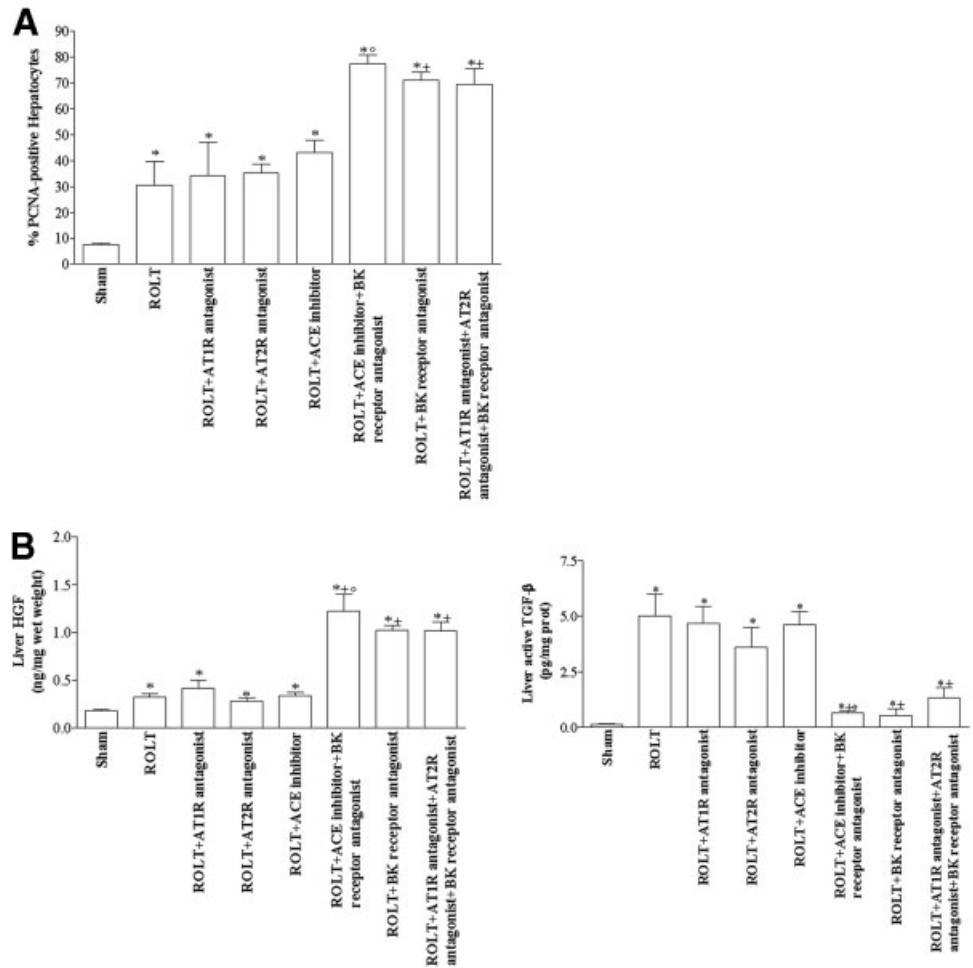 A
% PCNA-positive Hepatocytes
90
80
70
60
50
40
30
20
10
0
*
*
*
*
*°
*+
*+
Sham
ROLT
ROLT+AT1R antagonist
ROLT+AT2R antagonist
ROLT+ACE inhibitor
ROLT+ACE inhibitor+BK
receptor antagonist
ROLT+BK receptor antagonist
ROLT+AT1R antagonist+AT2R
antagonist+BK receptor antagonist
B
Liver HGF
(ng/mg wet weight)
2.0
1.5
1.0
0.5
0.0
*
*
*
*
*+°
*+
*+
Sham
ROLT
ROLT+AT1R antagonist
ROLT+AT2R antagonist
ROLT+ACE inhibitor
ROLT+ACE inhibitor+BK
receptor antagonist
ROLT+BK receptor antagonist
ROLT+AT1R antagonist+AT2R
antagonist+BK receptor antagonist
Liver active TGF-β
(pg/mg prot)
7.5
5.0
2.5
0.0
*
*
*
*
*+°
*+
*+
Sham
ROLT
ROLT+AT1R antagonist
ROLT+AT2R antagonist
ROLT+ACE inhibitor
ROLT+ACE inhibitor+BK
receptor antagonist
ROLT+BK receptor antagonist
ROLT+AT1R antagonist+AT2R
antagonist+BK receptor antagonist